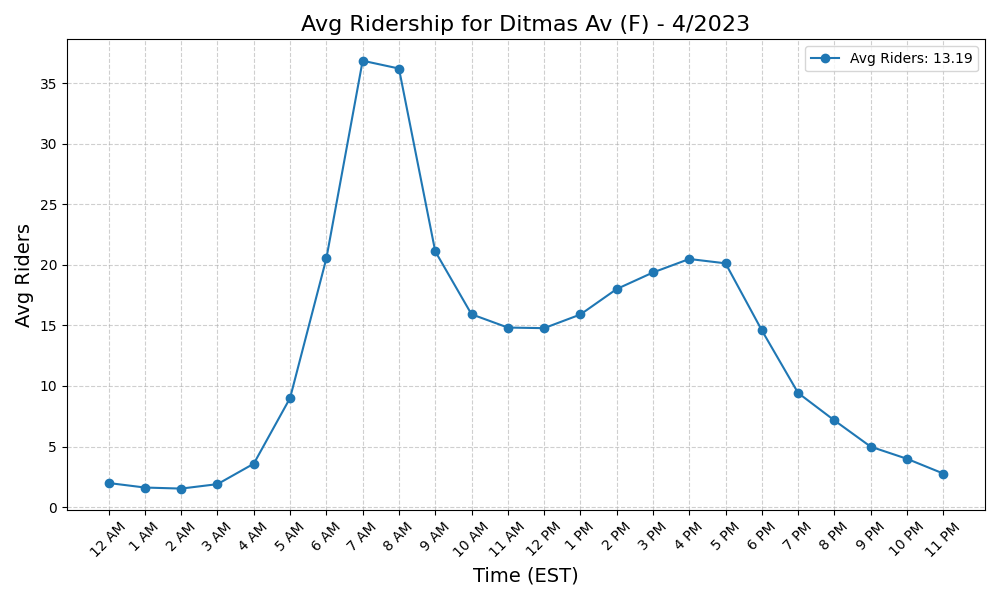 Avg Ridership for Ditmas Av (F) - 4/2023
Avg Riders: 13.19
Avg Riders
35
30
25
20
15
10
5
0
12 AM
1 AM
2 AM
3 AM
4 AM
5 AM
6 AM
7 AM
8 AM
9 AM
10 AM
11 AM
12 PM
1 PM
2 PM
3 PM
4 PM
5 PM
6 PM
7 PM
8 PM
9 PM
10 PM
11 PM
Time (EST)